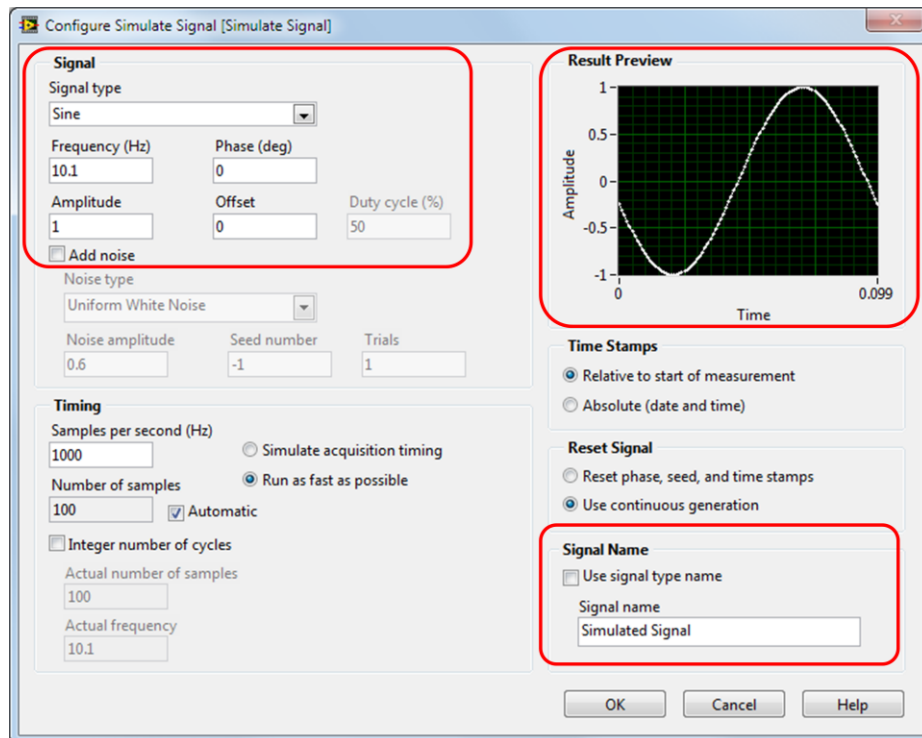 Configure Simulate Signal [Simulate Signal]
Signal
Signal type
Sine
Frequency (Hz)
Phase (deg)
10.1
0
Amplitude
Offset
Duty cycle (%)
1
0
50
Add noise
Noise type
Uniform White Noise
Noise amplitude
Seed number
Trials
0.6
-1
1
Timing
Samples per second (Hz)
1000
Simulate acquisition timing
Run as fast as possible
Number of samples
100
Automatic
Integer number of cycles
Actual number of samples
100
Actual frequency
10.1
Result Preview
Amplitude
1
0.5
0
-0.5
-1
0
0.099
Time
Time Stamps
Relative to start of measurement
Absolute (date and time)
Reset Signal
Reset phase, seed, and time stamps
Use continuous generation
Signal Name
Use signal type name
Signal name
Simulated Signal
OK
Cancel
Help